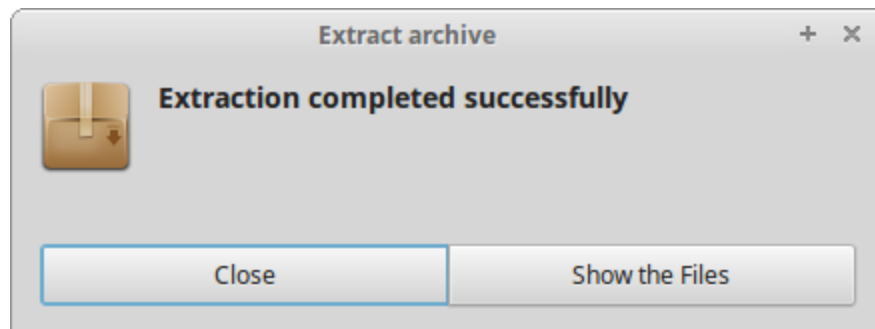 Extract archive
Extraction completed successfully
Close
Show the Files